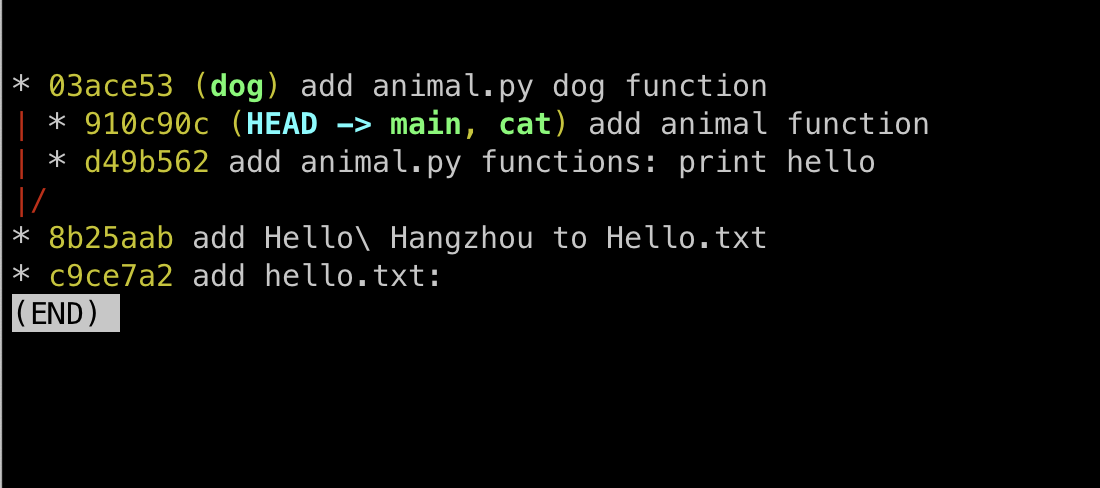 * 03ace53 (dog) add animal.py dog function
| * 910c90c (HEAD -> main, cat) add animal function
| * d49b562 add animal.py functions: print hello
|/
* 8b25aab add Hello\ Hangzhou to Hello.txt
* c9ce7a2 add hello.txt:
(END)